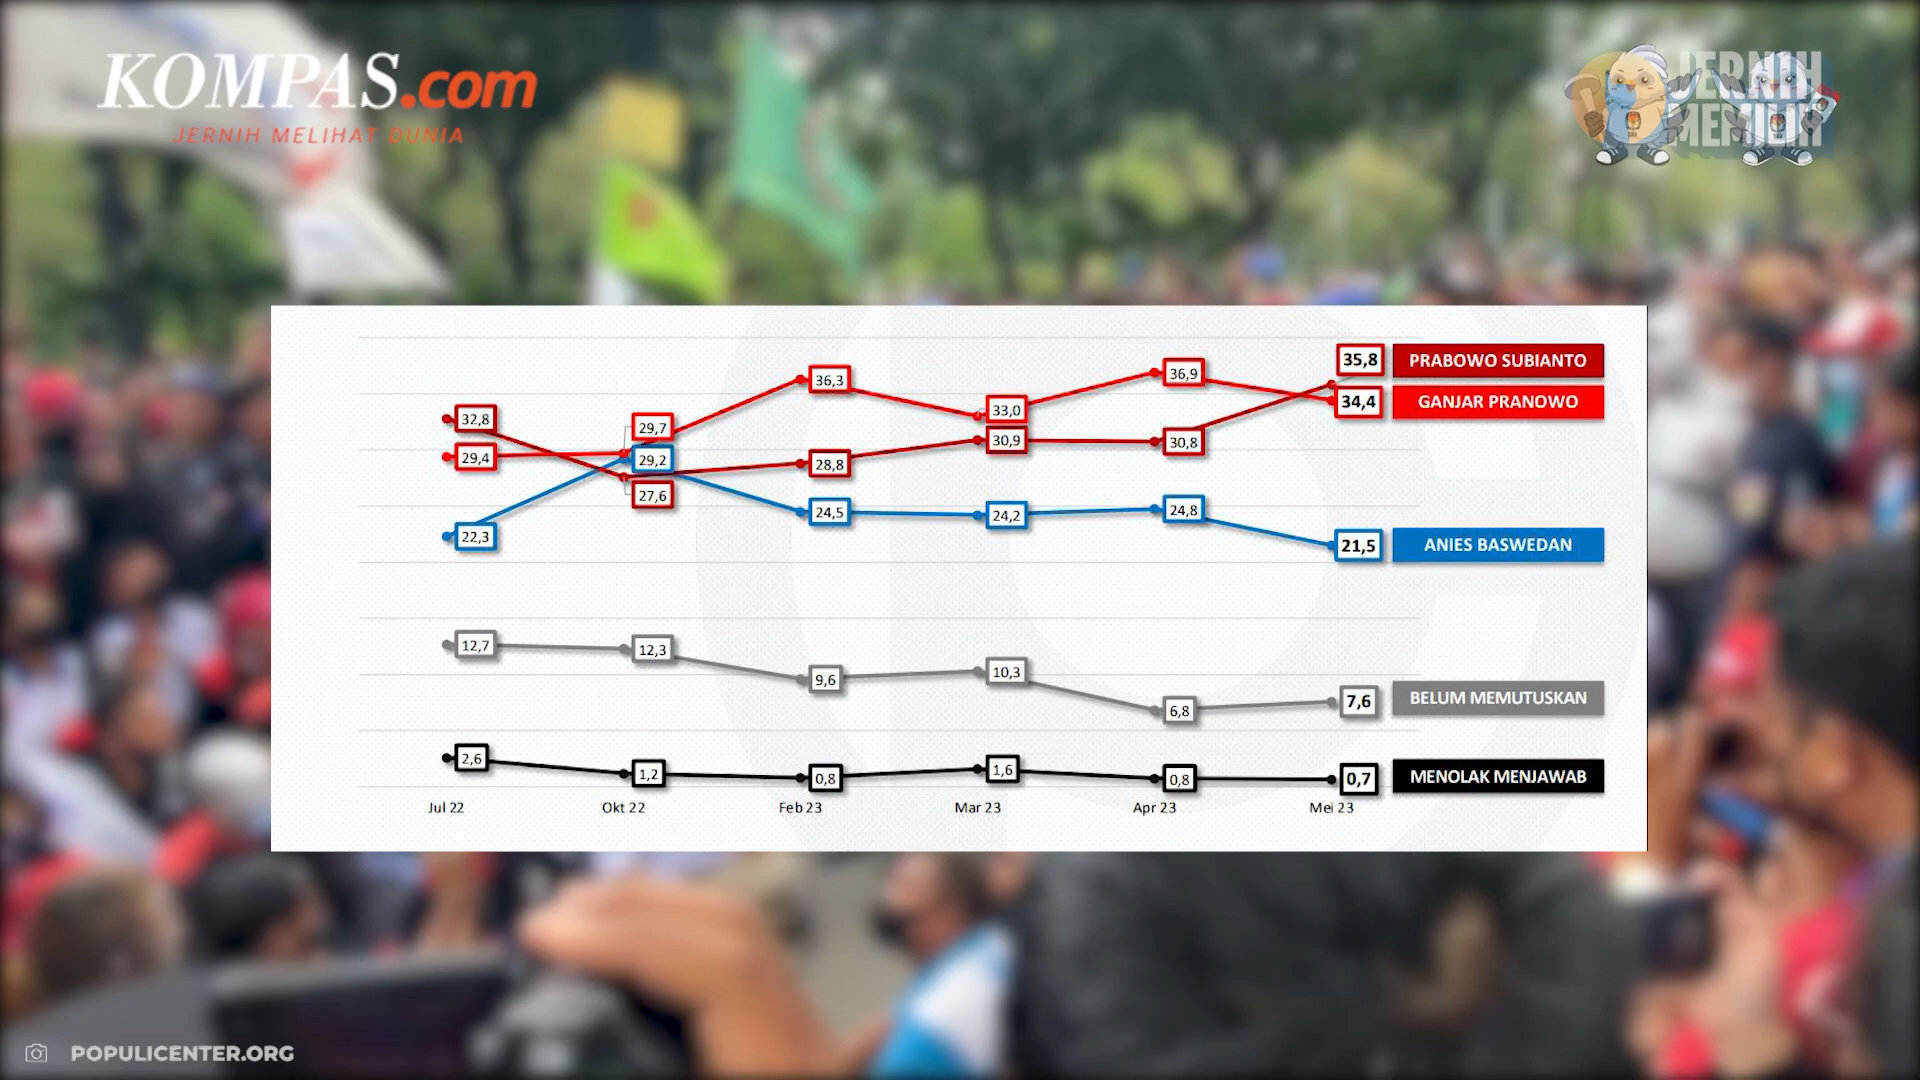 KOMPAS.com
JERNIH MELIHAT DUNIA
JERNIH
MEMILIH
35,8 PRABOWO SUBIANTO
36,3
36,9
34,4 GANJAR PRANOWO
32,8
29,7
33,0
29,4
29,2
28,8
30,9
30,8
27,6
22,3
24,5
24,2
24,8
21,5 ANIES BASWEDAN
12,7
12,3
9,6
10,3
6,8
7,6 BELUM MEMUTUSKAN
2,6
1,2
0,8
1,6
0,8
0,7 MENOLAK MENJAWAB
Jul 22 Okt 22 Feb 23 Mar 23 Apr 23 Mei 23
POPULICENTER.ORG